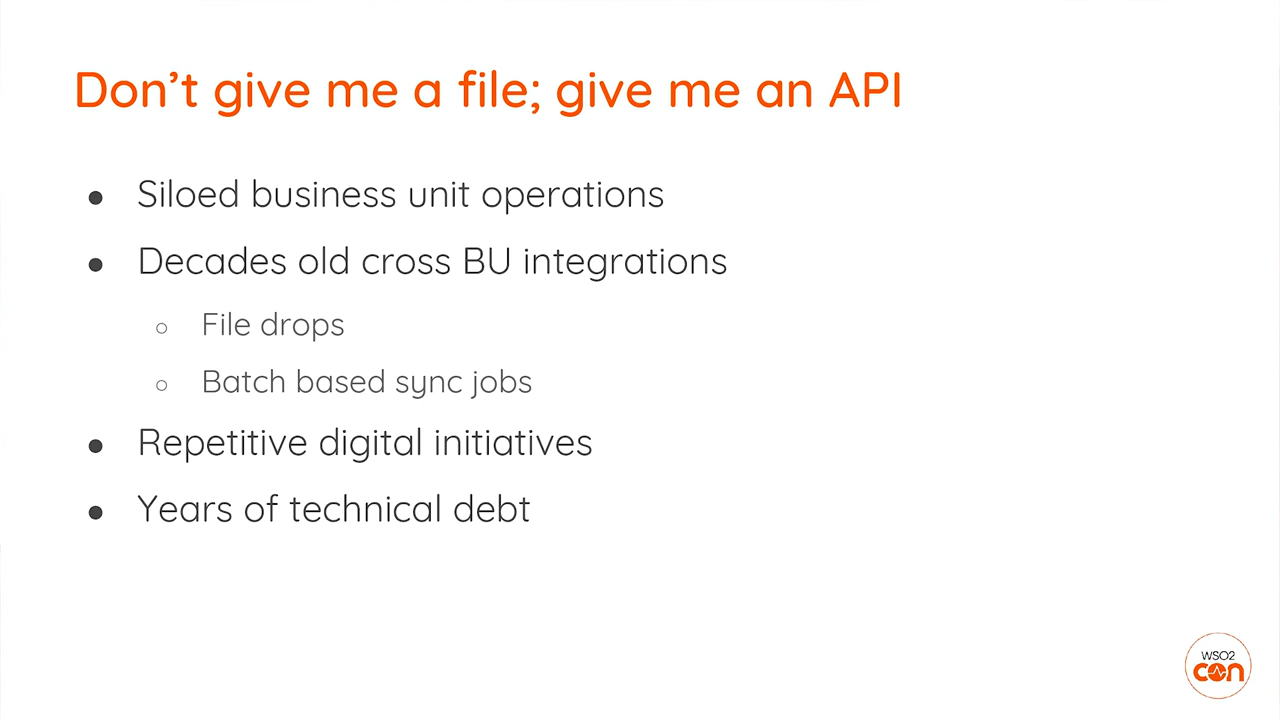 Don't give me a file; give me an API
● Siloed business unit operations
● Decades old cross BU integrations
○ File drops
○ Batch based sync jobs
● Repetitive digital initiatives
● Years of technical debt
WSO2
con